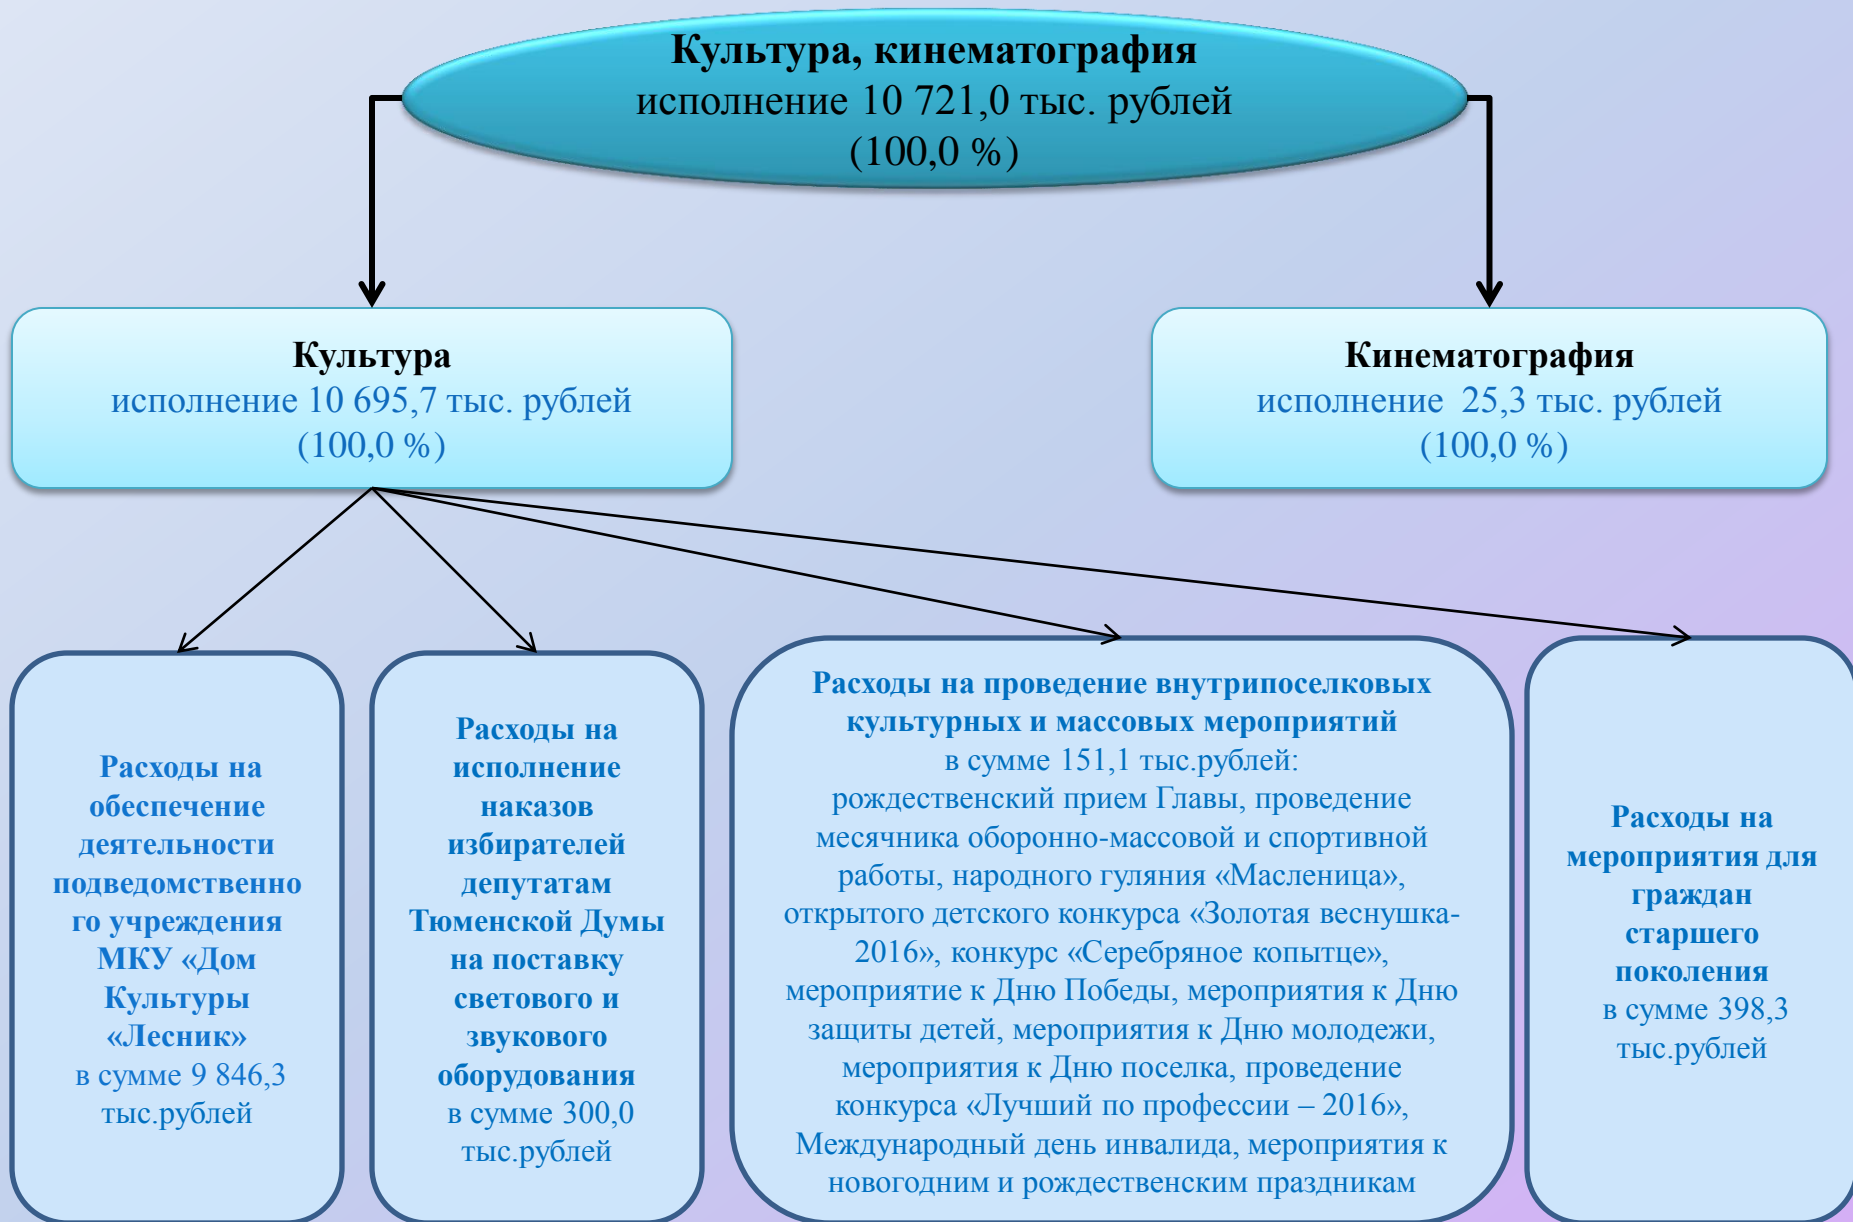 Культура, кинематография
исполнение 10 721,0 тыс. рублей
(100,0 %)
Культура
исполнение 10 695,7 тыс. рублей
(100,0 %)
Кинематография
исполнение 25,3 тыс. рублей
(100,0 %)
Расходы на
обеспечение
деятельности
подведомственно
го учреждения
МКУ «Дом
Культуры
«Лесник»
в сумме 9 846,3
тыс.рублей
Расходы на
исполнение
наказов
избирателей
депутатам
Тюменской Думы
на поставку
светового и
звукового
оборудования
в сумме 300,0
тыс.рублей
Расходы на проведение внутрипоселковых
культурных и массовых мероприятий
в сумме 151,1 тыс.рублей:
рождественский прием Главы, проведение
месячника оборонно-массовой и спортивной
работы, народного гуляния «Масленица»,
открытого детского конкурса «Золотая веснушка-
2016», конкурс «Серебряное копытце»,
мероприятие к Дню Победы, мероприятия к Дню
защиты детей, мероприятия к Дню молодежи,
мероприятия к Дню поселка, проведение
конкурса «Лучший по профессии – 2016»,
Международный день инвалида, мероприятия к
новогодним и рождественским праздникам
Расходы на
мероприятия для
граждан
старшего
поколения
в сумме 398,3
тыс.рублей